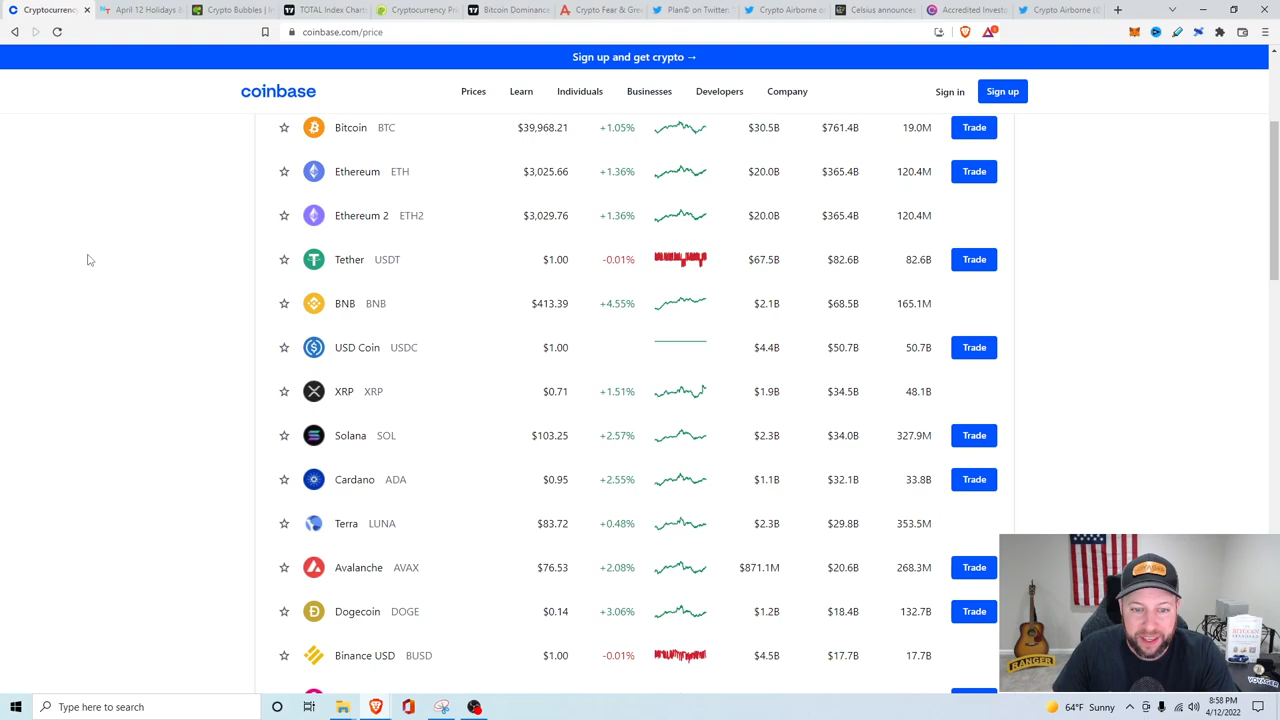 Cryptocurrency
April 12 Holidays &
Crypto Bubbles | In
TOTAL Index Charts
Cryptocurrency Pri
Bitcoin Dominance
Crypto Fear & Gree
PlanD on Twitter:
Crypto Airborne on
Celsius announces
Accredited Investo
Crypto Airborne (@
coinbase.com/price
Sign up and get crypto →
coinbase
Prices
Learn
Individuals
Businesses
Developers
Company
Sign in
Sign up
Bitcoin BTC $39,968.21 +1.05% $30.5B $761.4B 19.0M Trade
Ethereum ETH $3,025.66 +1.36% $20.0B $365.4B 120.4M Trade
Ethereum 2 ETH2 $3,029.76 +1.36% $20.0B $365.4B 120.4M
Tether USDT $1.00 -0.01% $67.5B $82.6B 82.6B Trade
BNB BNB $413.39 +4.55% $2.1B $68.5B 165.1M
USD Coin USDC $1.00 $4.4B $50.7B 50.7B Trade
XRP XRP $0.71 +1.51% $1.9B $34.5B 48.1B
Solana SOL $103.25 +2.57% $2.3B $34.0B 327.9M Trade
Cardano ADA $0.95 +2.55% $1.1B $32.1B 33.8B Trade
Terra LUNA $83.72 +0.48% $2.3B $29.8B 353.5M
Avalanche AVAX $76.53 +2.08% $871.1M $20.6B 268.3M Trade
Dogecoin DOGE $0.14 +3.06% $1.2B $18.4B 132.7B Trade
Binance USD BUSD $1.00 -0.01% $4.5B $17.7B 17.7B
RANGER
BITCOIN
STANDARD
VOYAGER
Type here to search
64°F Sunny
8:58 PM
4/12/2022